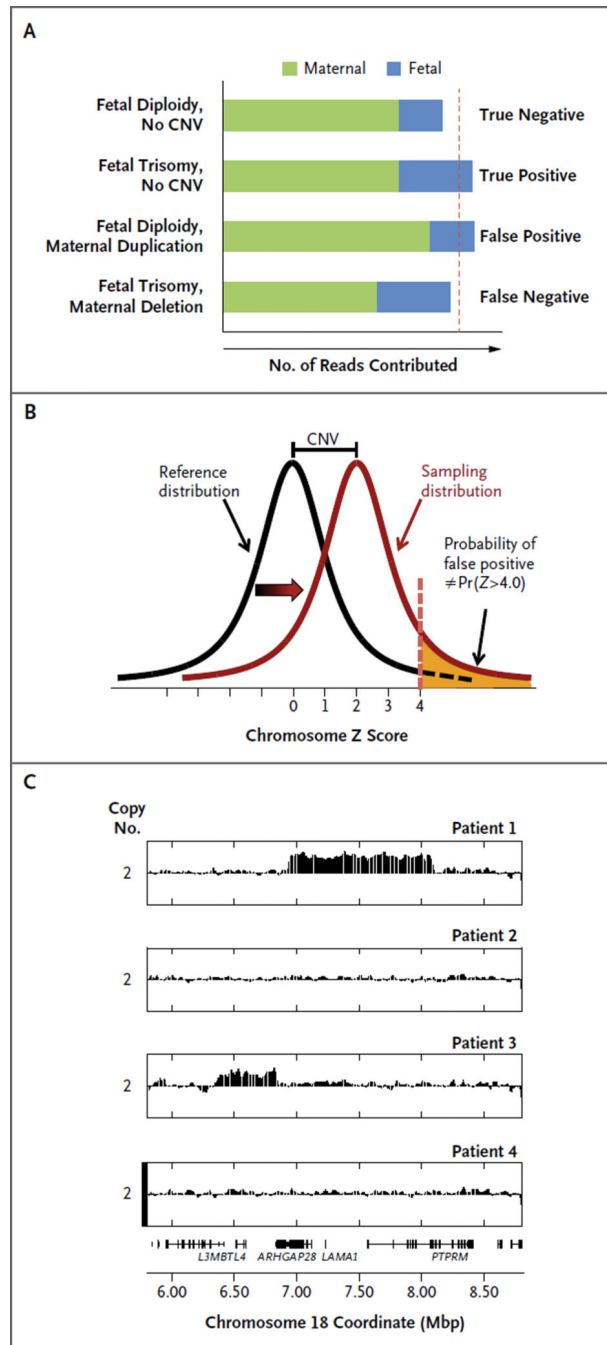 A
Maternal Fetal
Fetal Diploidy,
No CNV
True Negative
Fetal Trisomy,
No CNV
True Positive
Fetal Diploidy,
Maternal Duplication
False Positive
Fetal Trisomy,
Maternal Deletion
False Negative
No. of Reads Contributed
B
CNV
Reference
distribution
Sampling
distribution
Probability of
false positive
≠Pr(Z>4.0)
0 1 2 3 4
Chromosome Z Score
C
Copy
No.
Patient 1
2
Patient 2
2
Patient 3
2
Patient 4
2
L3MBTL4 ARHGAP28 LAMA1 PTPRM
6.00 6.50 7.00 7.50 8.00 8.50
Chromosome 18 Coordinate (Mbp)